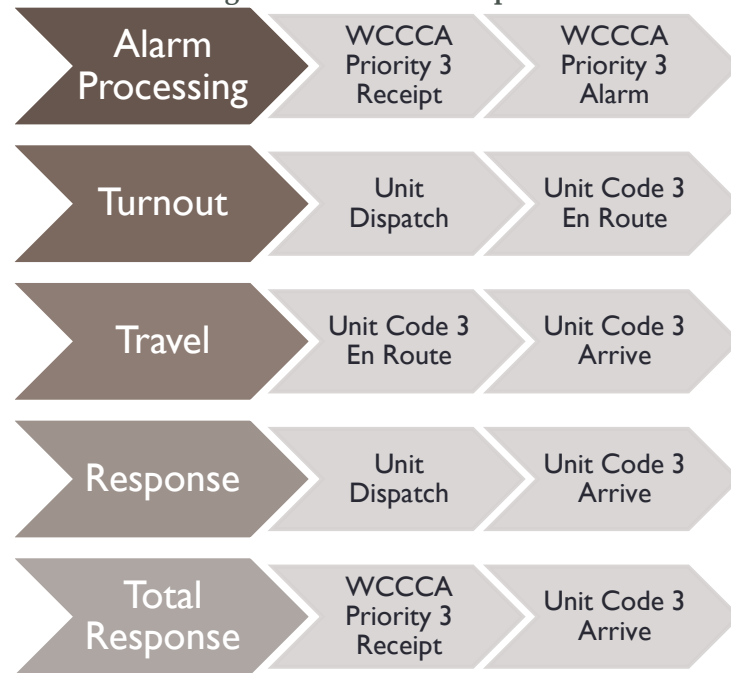 Alarm
Processing
WCCCA
Priority 3
Receipt
WCCCA
Priority 3
Alarm
Turnout
Unit
Dispatch
Unit Code 3
En Route
Travel
Unit Code 3
En Route
Unit Code 3
Arrive
Response
Unit
Dispatch
Unit Code 3
Arrive
Total
Response
WCCCA
Priority 3
Receipt
Unit Code 3
Arrive